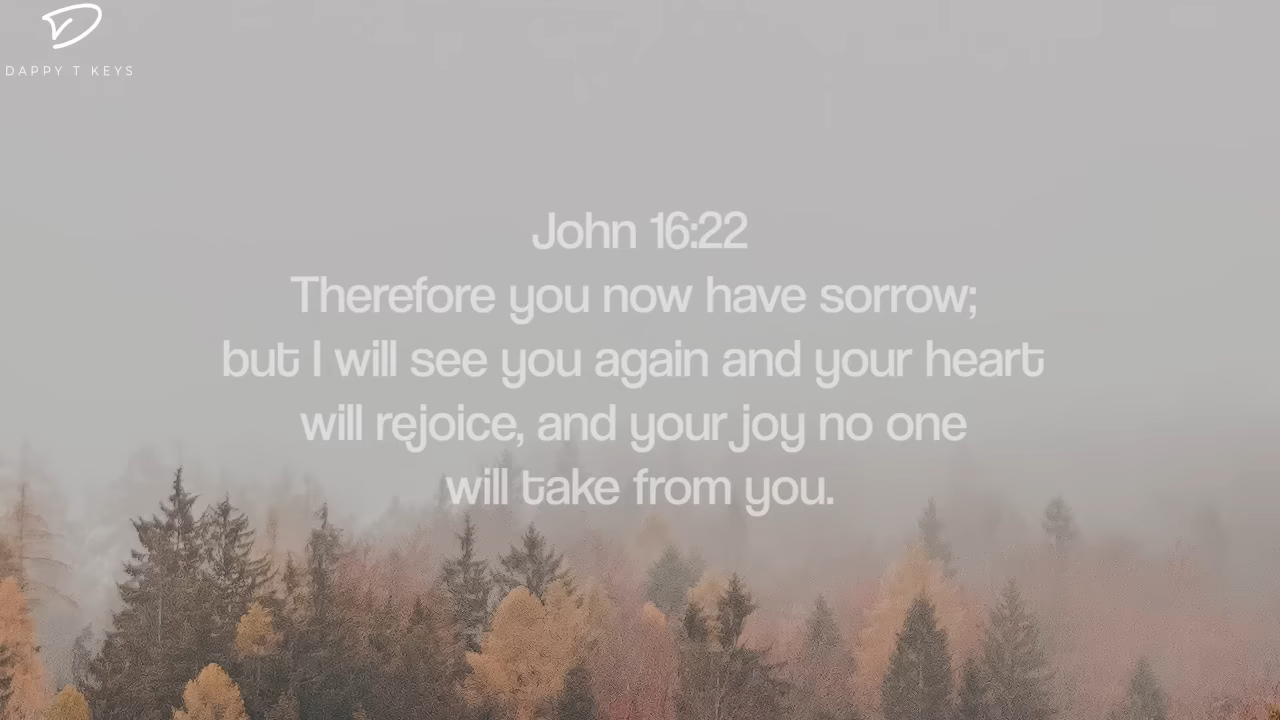 DAPPY T KEYS
John 16:22
Therefore you now have sorrow;
but I will see you again and your heart
will rejoice, and your joy no one
will take from you.